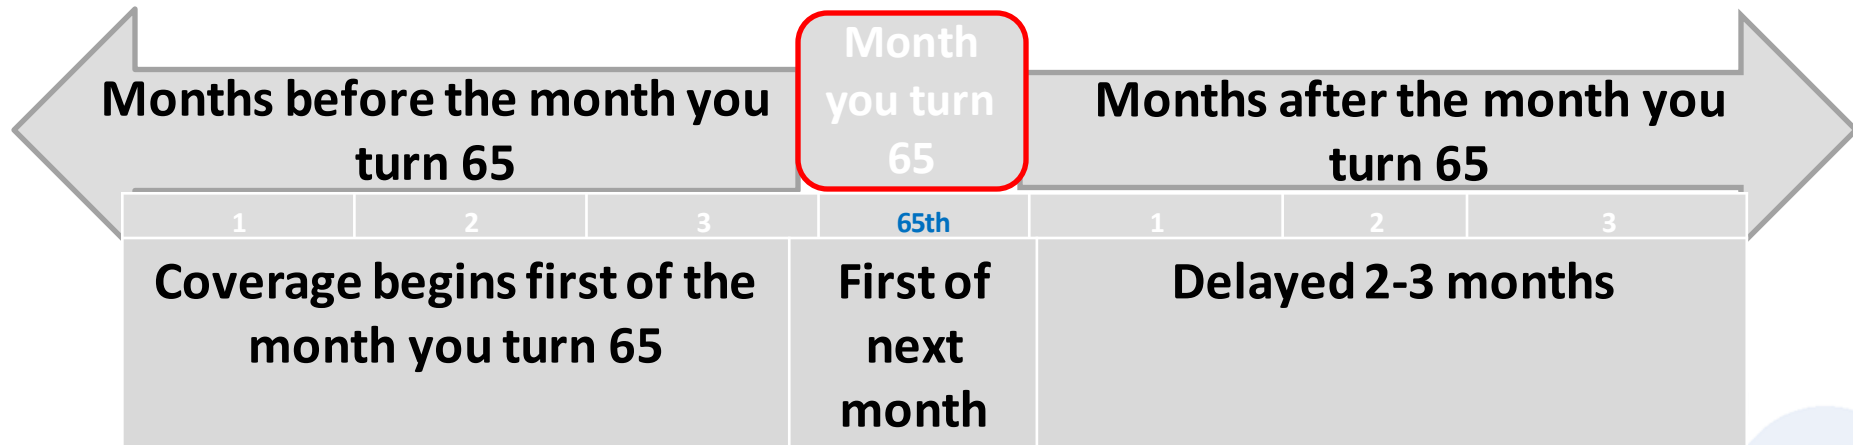 Months before the month you
turn 65
Month
you turn
65
Months after the month you
turn 65
1 2 3 65th 1 2 3
Coverage begins first of the
month you turn 65
First of
next
month
Delayed 2-3 months